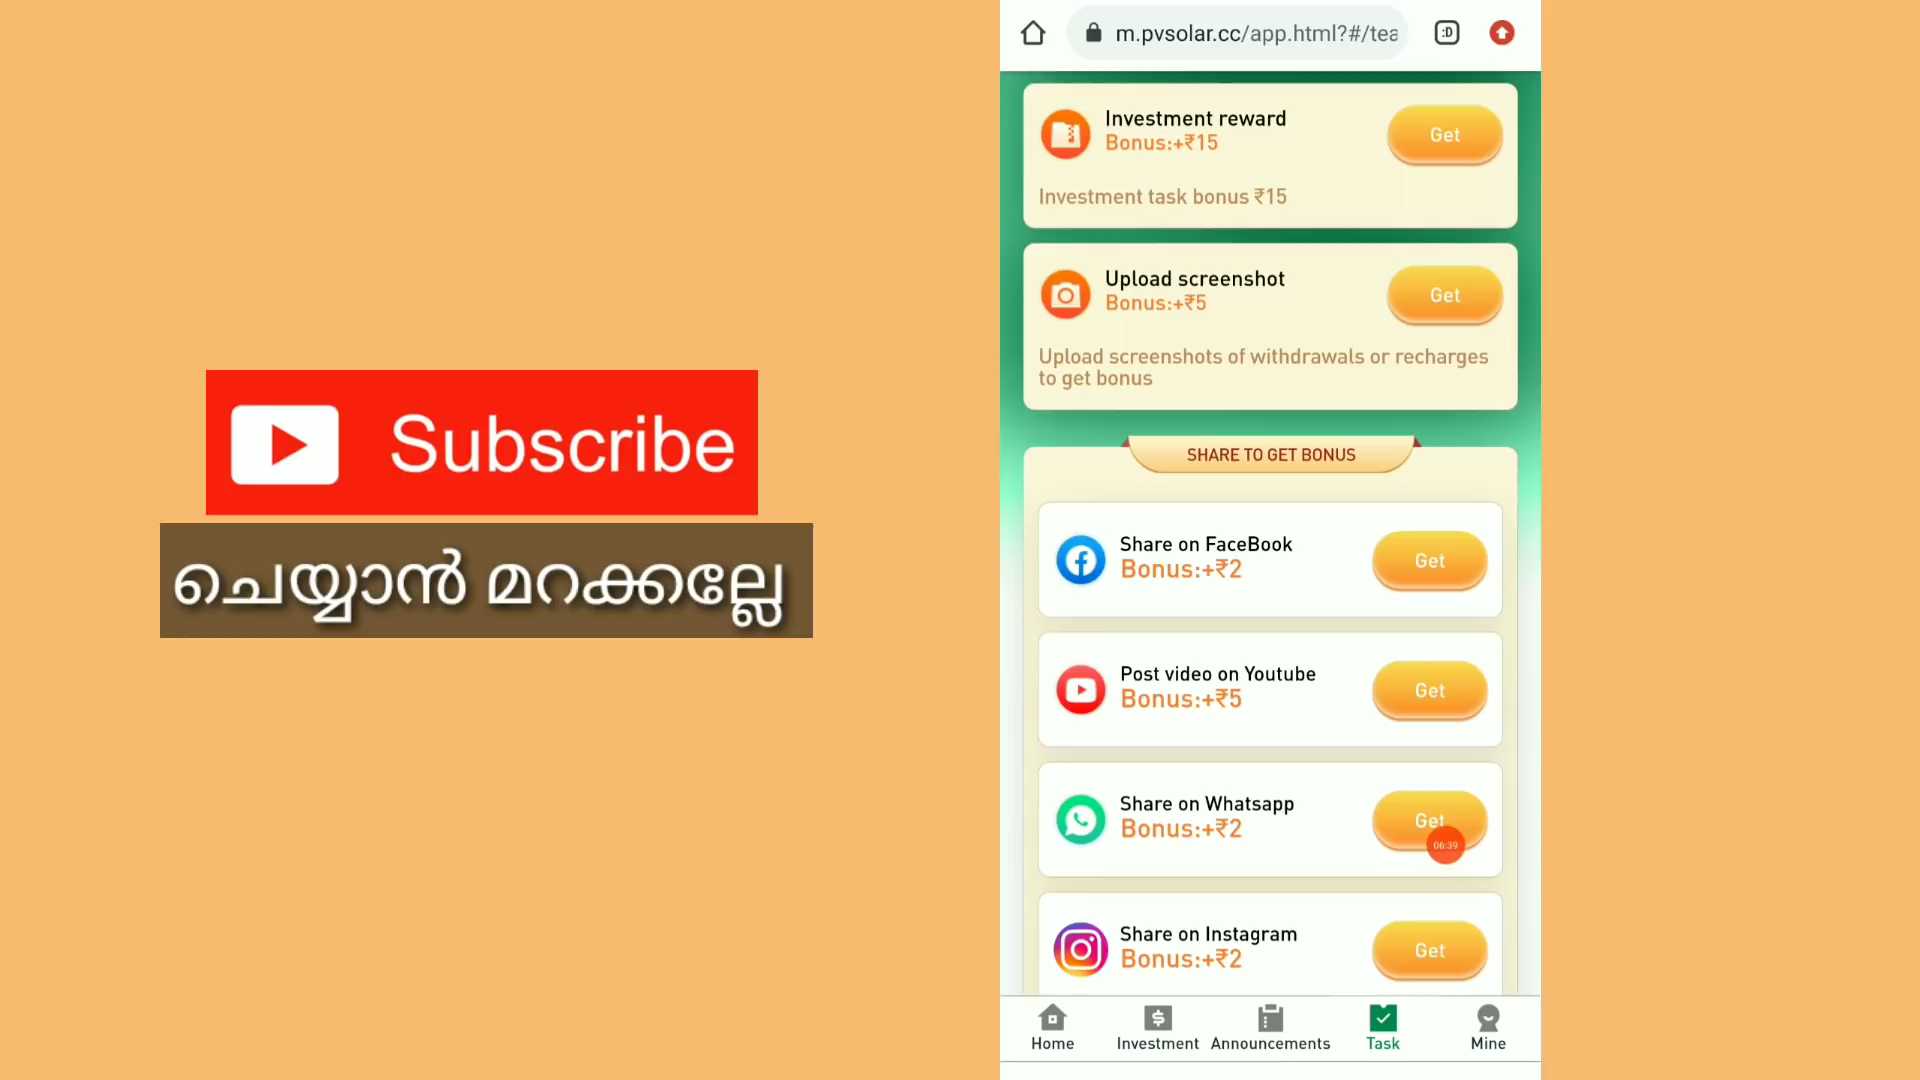 Subscribe
ചെയ്യാൻ മറക്കല്ലേ
m.pvsolar.cc/app.html?#/tea
:D
Investment reward
Bonus:+₹15
Get
Investment task bonus ₹15
Upload screenshot
Bonus:+₹5
Get
Upload screenshots of withdrawals or recharges
to get bonus
SHARE TO GET BONUS
Share on FaceBook
Bonus:+₹2
Get
Post video on Youtube
Bonus:+₹5
Get
Share on Whatsapp
Bonus:+₹2
Get
06:39
Share on Instagram
Bonus:+₹2
Get
Home
Investment
Announcements
Task
Mine